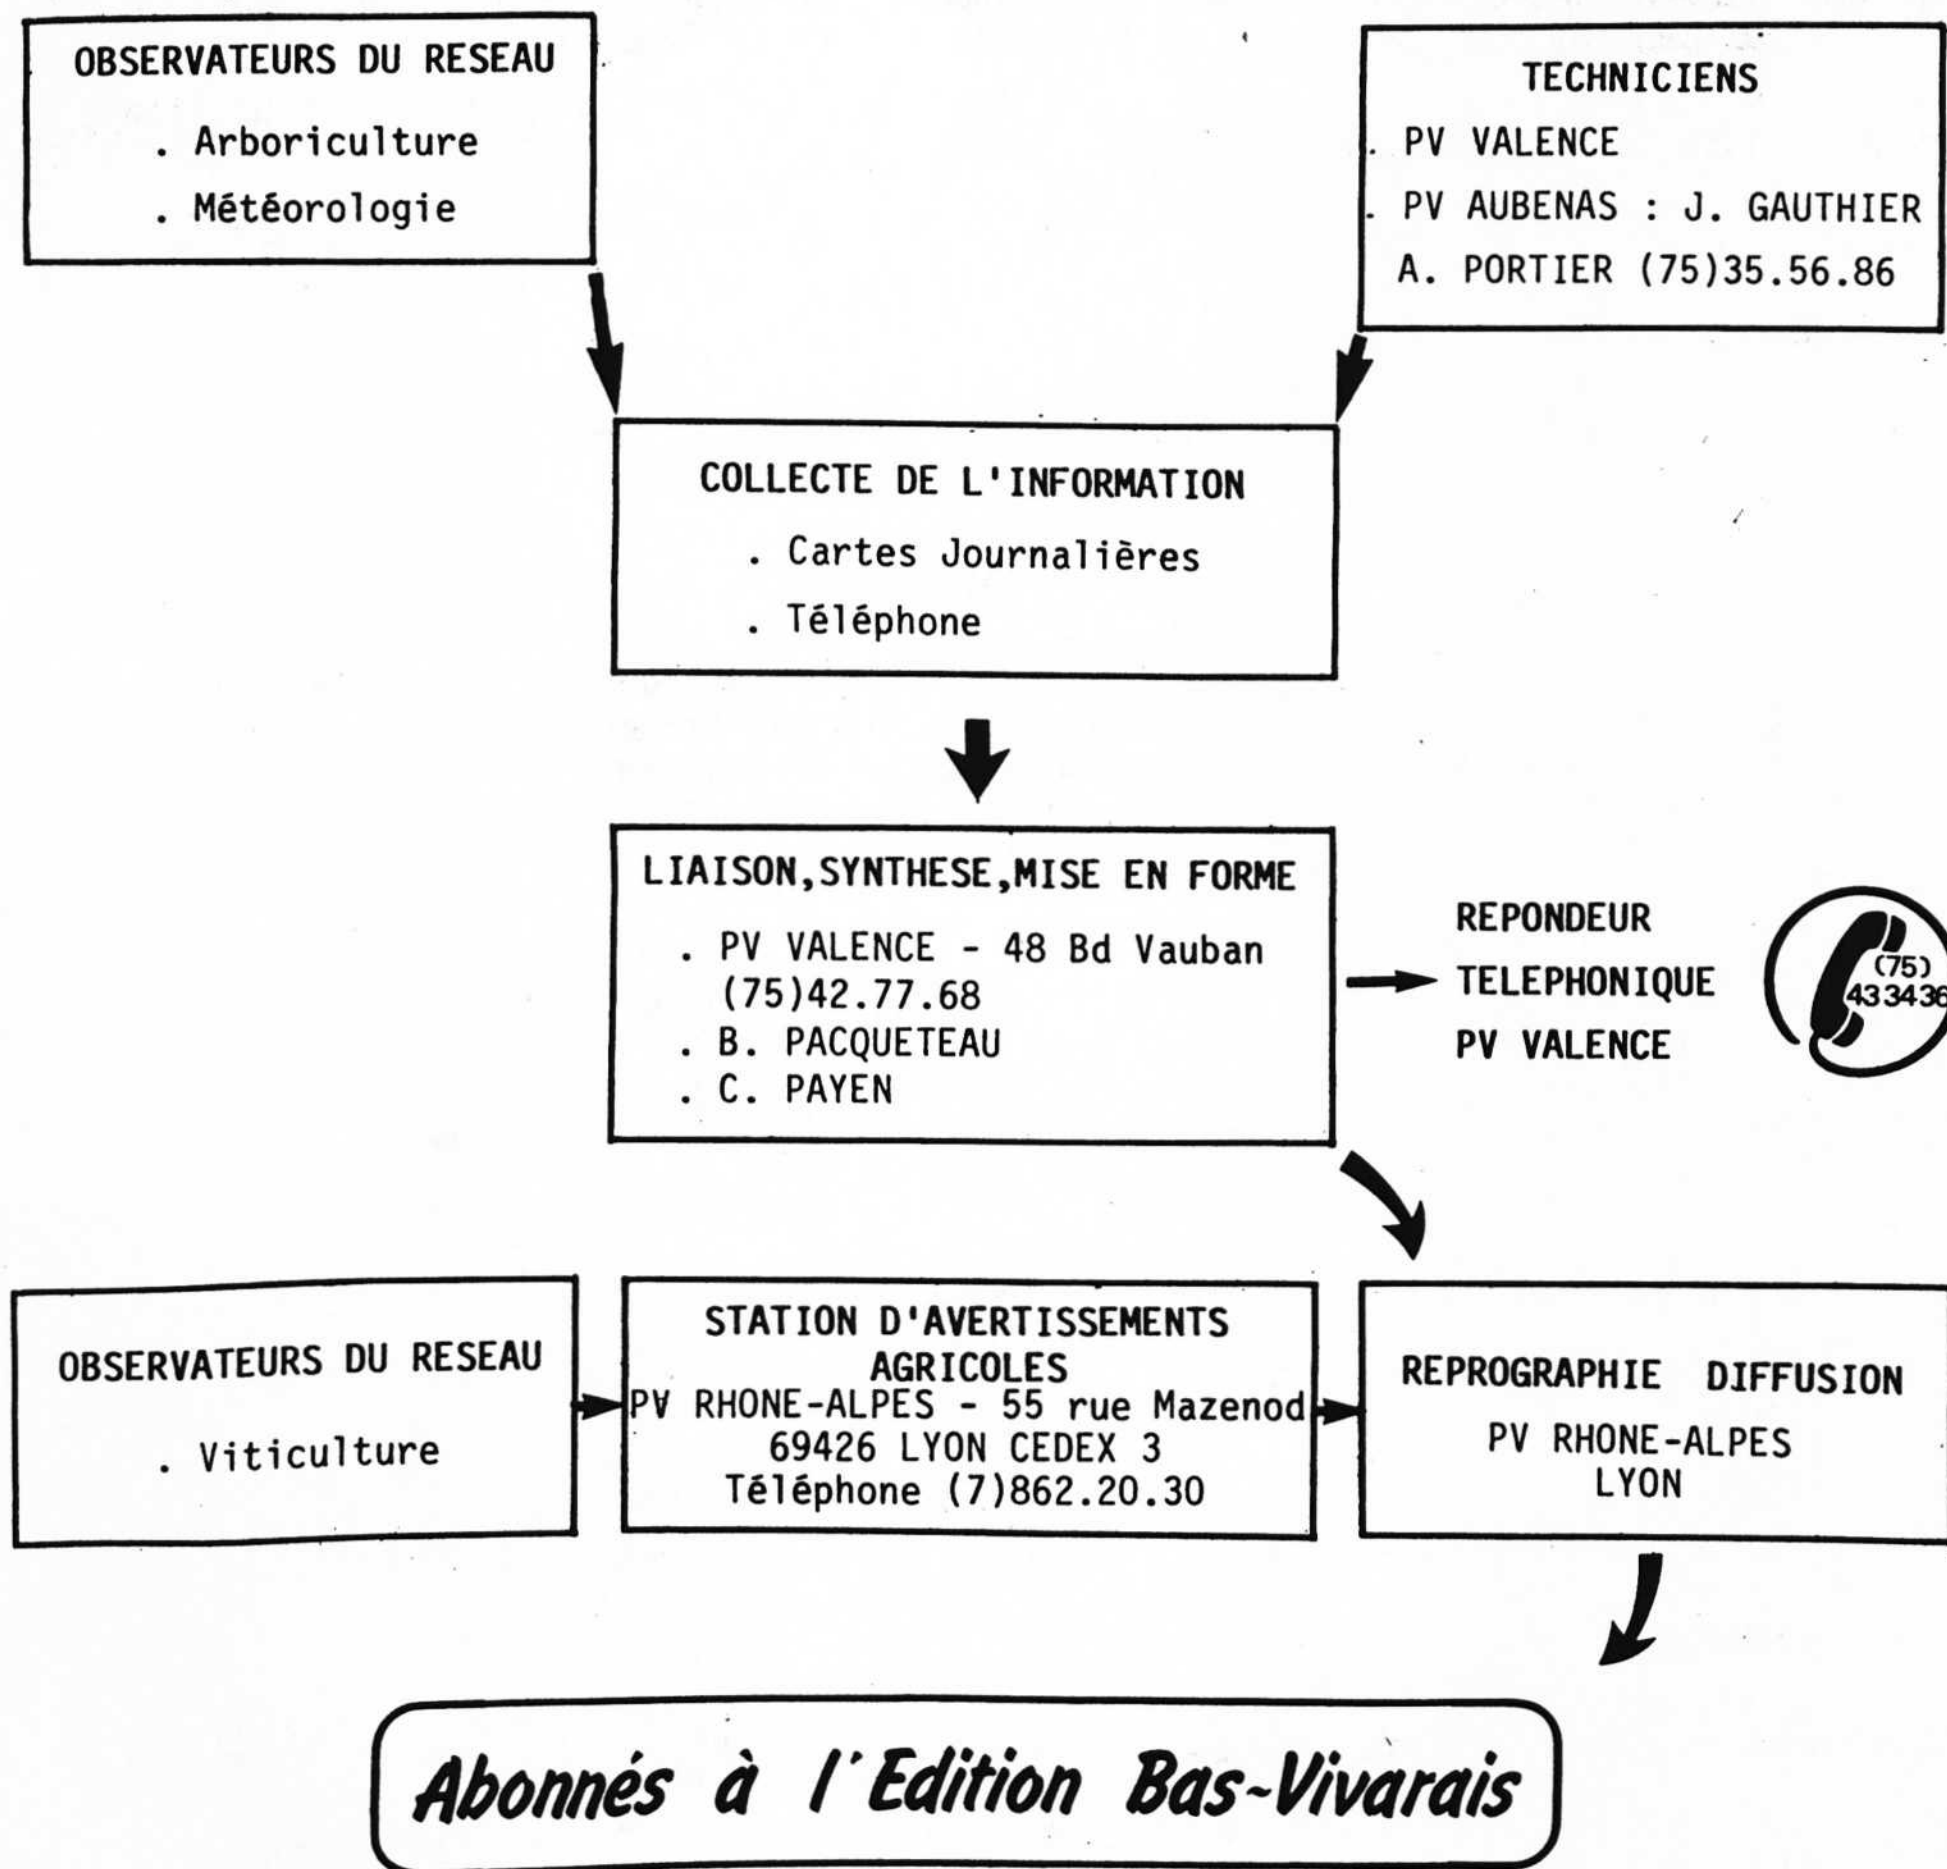 OBSERVATEURS DU RESEAU
. Arboriculture
. Météorologie
TECHNICIENS
. PV VALENCE
. PV AUBENAS : J. GAUTHIER
A. PORTIER (75)35.56.86
COLLECTE DE L'INFORMATION
. Cartes Journalières
. Téléphone
LIAISON,SYNTHESE,MISE EN FORME
. PV VALENCE - 48 Bd Vauban
(75)42.77.68
. B. PACQUETEAU
. C. PAYEN
REPONDEUR
TELEPHONIQUE
PV VALENCE
(75)
43 34 36
OBSERVATEURS DU RESEAU
. Viticulture
STATION D'AVERTISSEMENTS
AGRICOLES
PV RHONE-ALPES - 55 rue Mazenod
69426 LYON CEDEX 3
Téléphone (7)862.20.30
REPROGRAPHIE DIFFUSION
PV RHONE-ALPES
LYON
Abonnés à l'Edition Bas-Vivarais